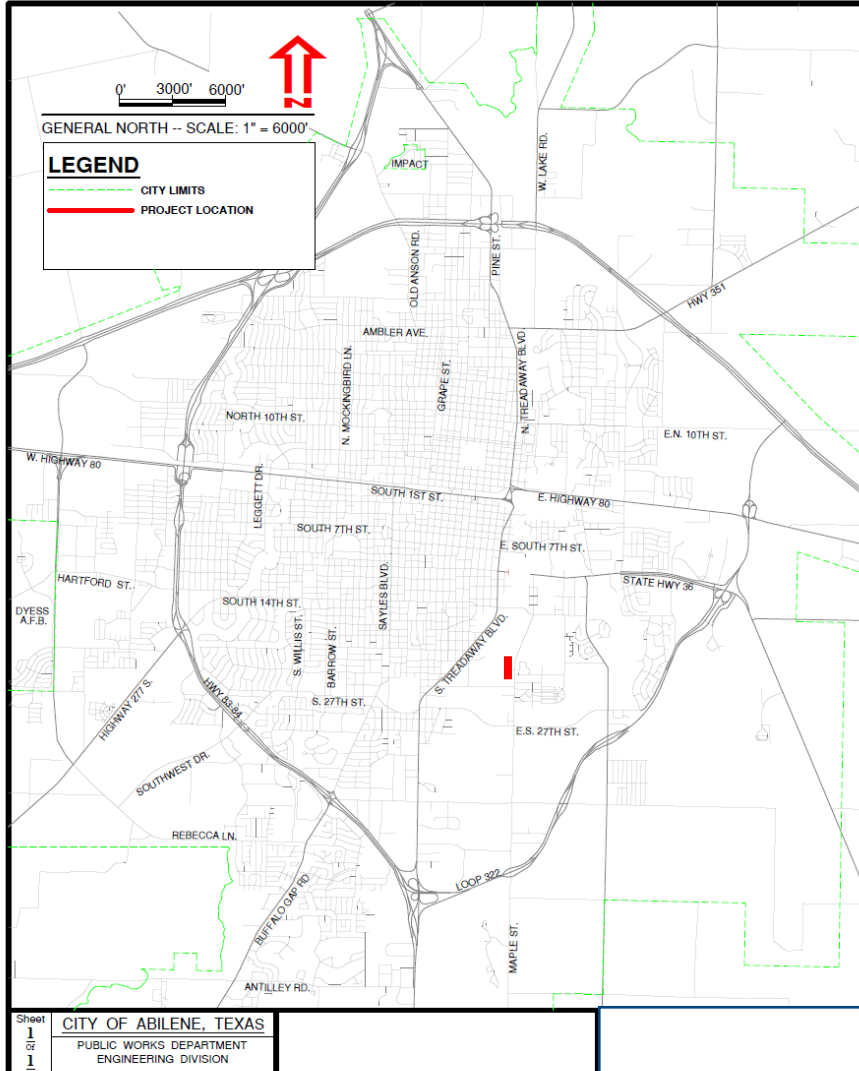 0' 3000' 6000'
N
GENERAL NORTH -- SCALE: 1" = 6000'
LEGEND
CITY LIMITS
PROJECT LOCATION
IMPACT
W. LAKE RD.
OLD ANSON RD.
PINE ST.
HWY 351
AMBLER AVE.
N. MOCKINGBIRD LN.
GRAPE ST.
N. TREADAWAY BLVD.
NORTH 10TH ST.
E.N. 10TH ST.
W. HIGHWAY 80
LEGGETT DR.
SOUTH 1ST ST.
E. HIGHWAY 80
SOUTH 7TH ST.
E. SOUTH 7TH ST.
HARTFORD ST.
STATE HWY 36
DYESS
A.F.B.
SOUTH 14TH ST.
SAYLES BLVD.
S. WILLIS ST.
BARROW ST.
S. TREADAWAY BLVD.
HIGHWAY 277 S.
HWY 83-84
S. 27TH ST.
E.S. 27TH ST.
SOUTHWEST DR.
REBECCA LN.
LOOP 322
BUFFALO GAP RD
MAPLE ST.
ANTILLEY RD.
Sheet
1
of
1
CITY OF ABILENE, TEXAS
PUBLIC WORKS DEPARTMENT
ENGINEERING DIVISION